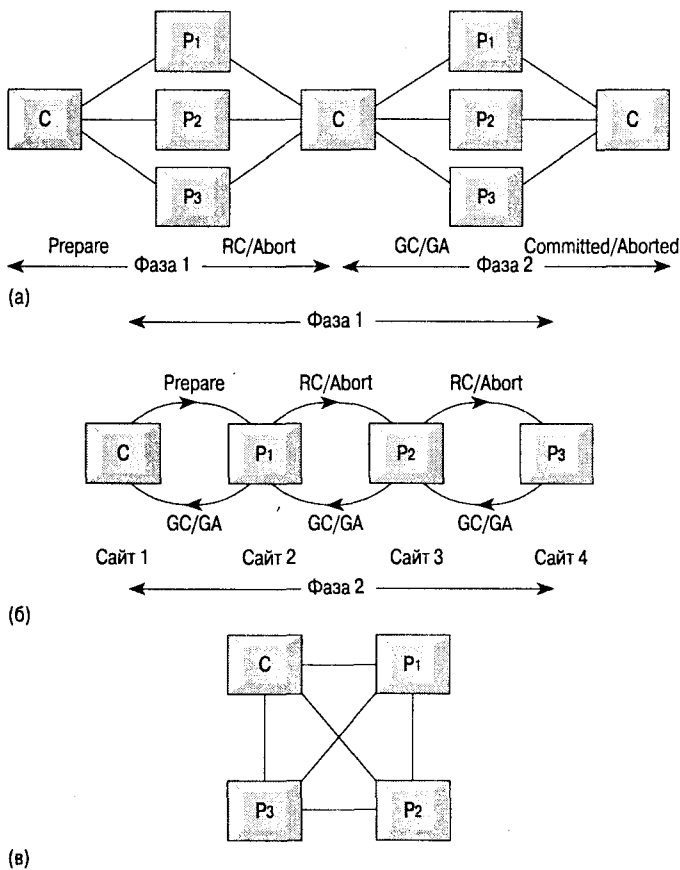 P1 P1
C P2 C P2 C
P3 P3
Prepare RC/Abort GC/GA Committed/Aborted
Фаза 1 Фаза 2
(а)
Фаза 1
Prepare RC/Abort RC/Abort
C P1 P2 P3
GC/GA GC/GA GC/GA
Сайт 1 Сайт 2 Сайт 3 Сайт 4
Фаза 2
(б)
C P1
P3 P2
(в)